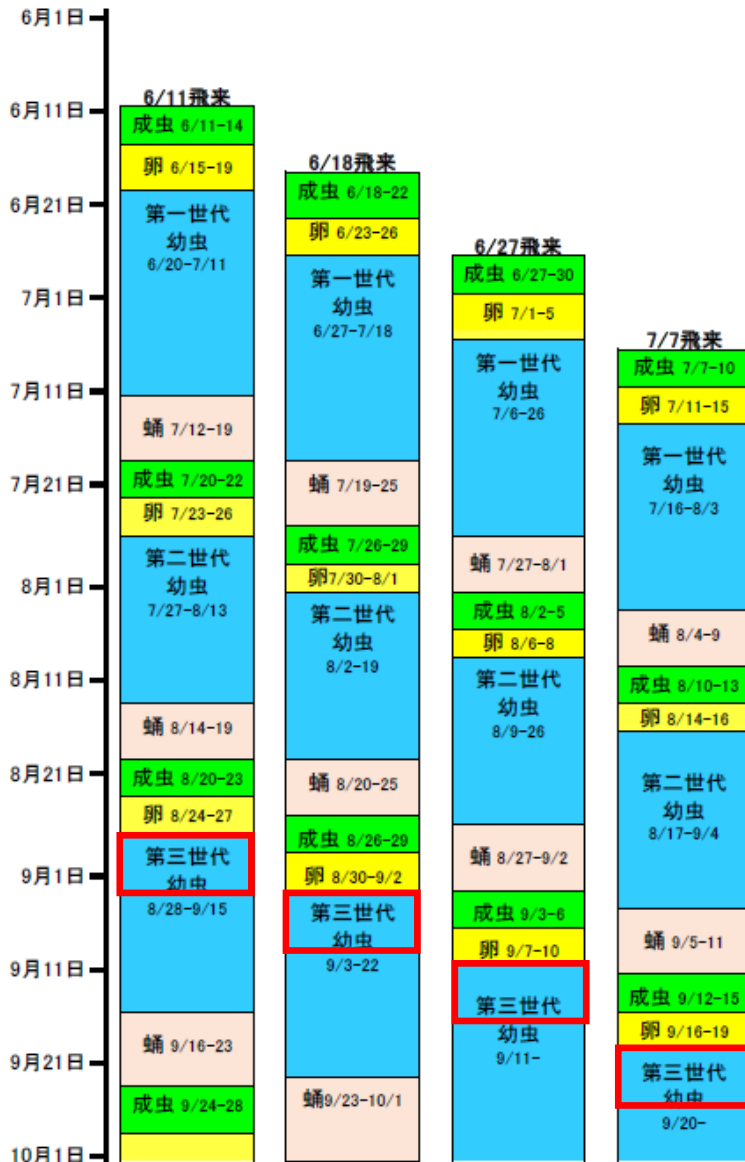 6月1日
6月11日
6月21日
7月1日
7月11日
7月21日
8月1日
8月11日
8月21日
9月1日
9月11日
9月21日
10月1日
6/11飛来
成虫 6/11-14
卵 6/15-19
第一世代
幼虫
6/20-7/11
蛹 7/12-19
成虫 7/20-22
卵 7/23-26
第二世代
幼虫
7/27-8/13
蛹 8/14-19
成虫 8/20-23
卵 8/24-27
第三世代
幼虫
8/28-9/15
蛹 9/16-23
成虫 9/24-28
6/18飛来
成虫 6/18-22
卵 6/23-26
第一世代
幼虫
6/27-7/18
蛹 7/19-25
成虫 7/26-29
卵7/30-8/1
第二世代
幼虫
8/2-19
蛹 8/20-25
成虫 8/26-29
卵 8/30-9/2
第三世代
幼虫
9/3-22
蛹9/23-10/1
6/27飛来
成虫 6/27-30
卵 7/1-5
第一世代
幼虫
7/6-26
蛹 7/27-8/1
成虫 8/2-5
卵 8/6-8
第二世代
幼虫
8/9-26
蛹 8/27-9/2
成虫 9/3-6
卵 9/7-10
第三世代
幼虫
9/11-
7/7飛来
成虫 7/7-10
卵 7/11-15
第一世代
幼虫
7/16-8/3
蛹 8/4-9
成虫 8/10-13
卵 8/14-16
第二世代
幼虫
8/17-9/4
蛹 9/5-11
成虫 9/12-15
卵 9/16-19
第三世代
幼虫
9/20-